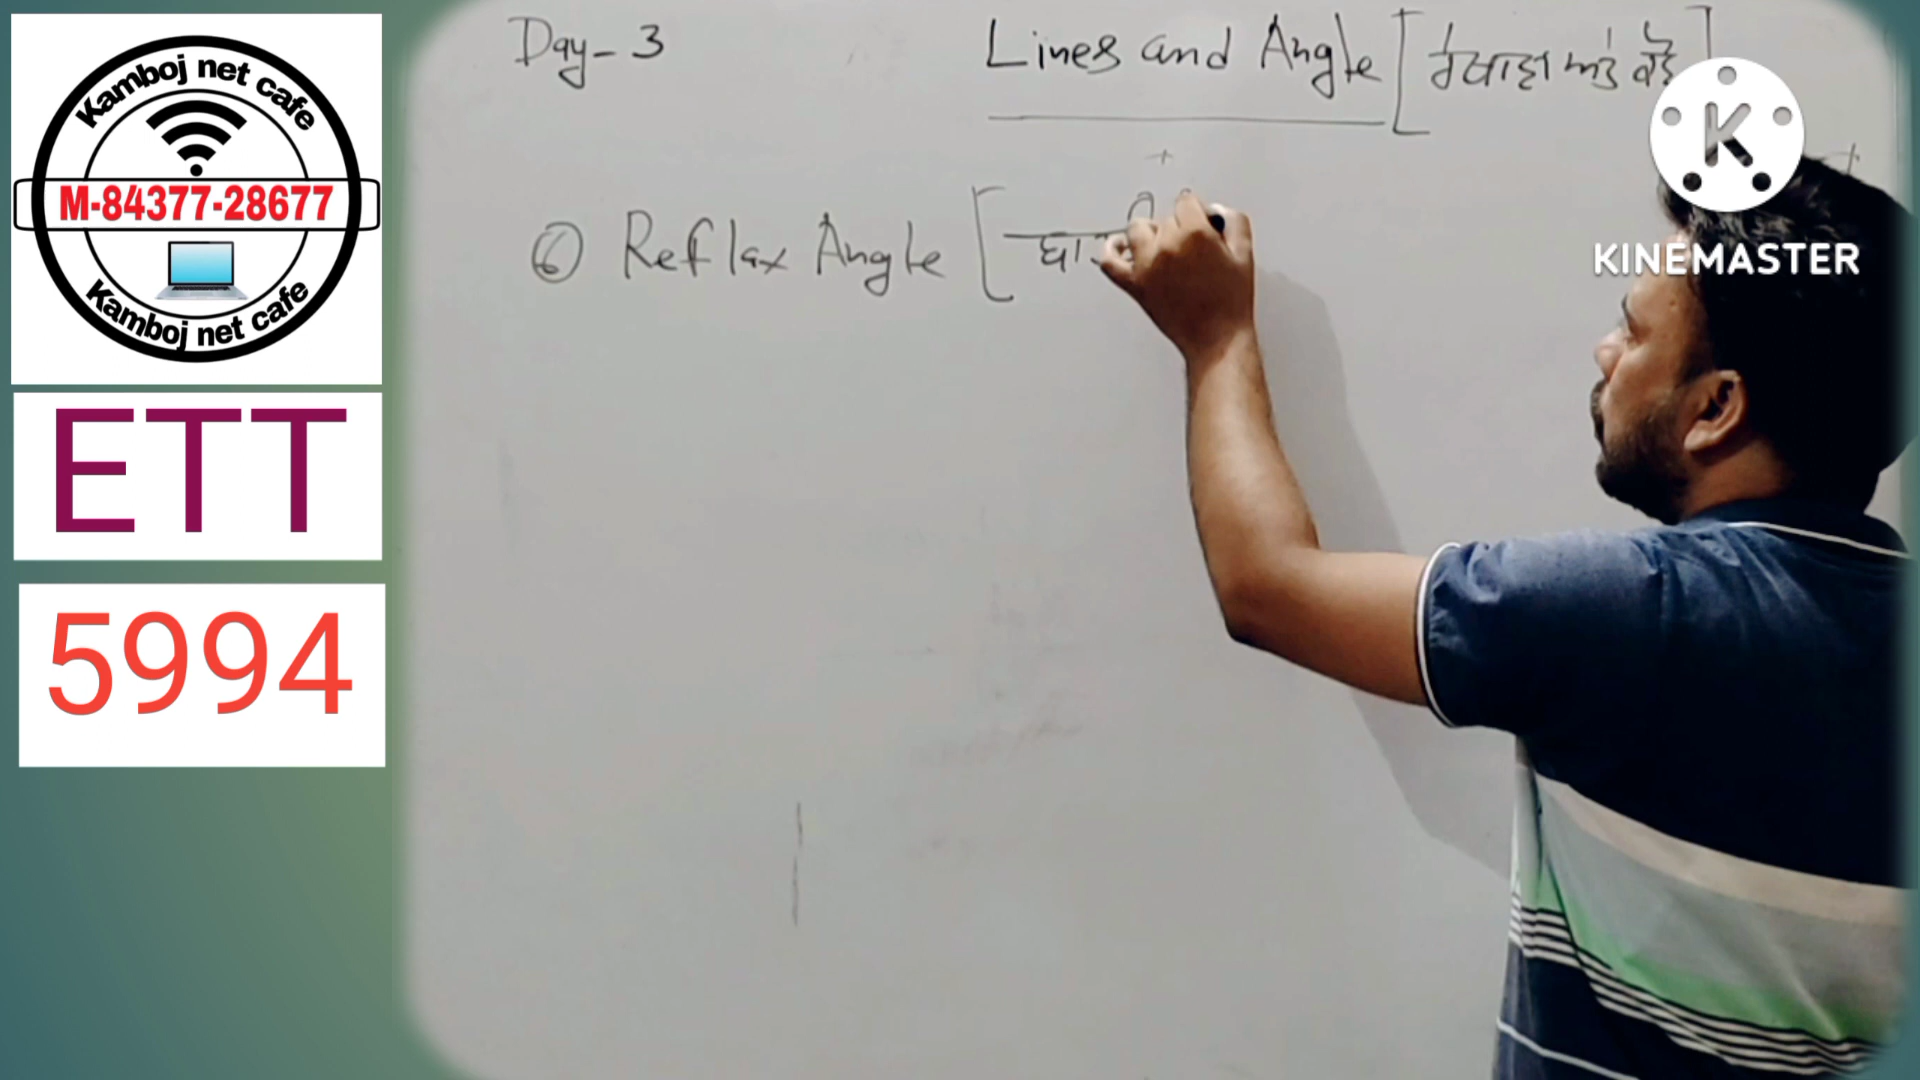 Day-3
Lines and Angle [ਰੇਖਾਵਾਂ ਅਤੇ ਕੋਣ]
⑥ Reflax Angle [
Kamboj net cafe
M-84377-28677
Kamboj net cafe
ETT
5994
K
KINEMASTER